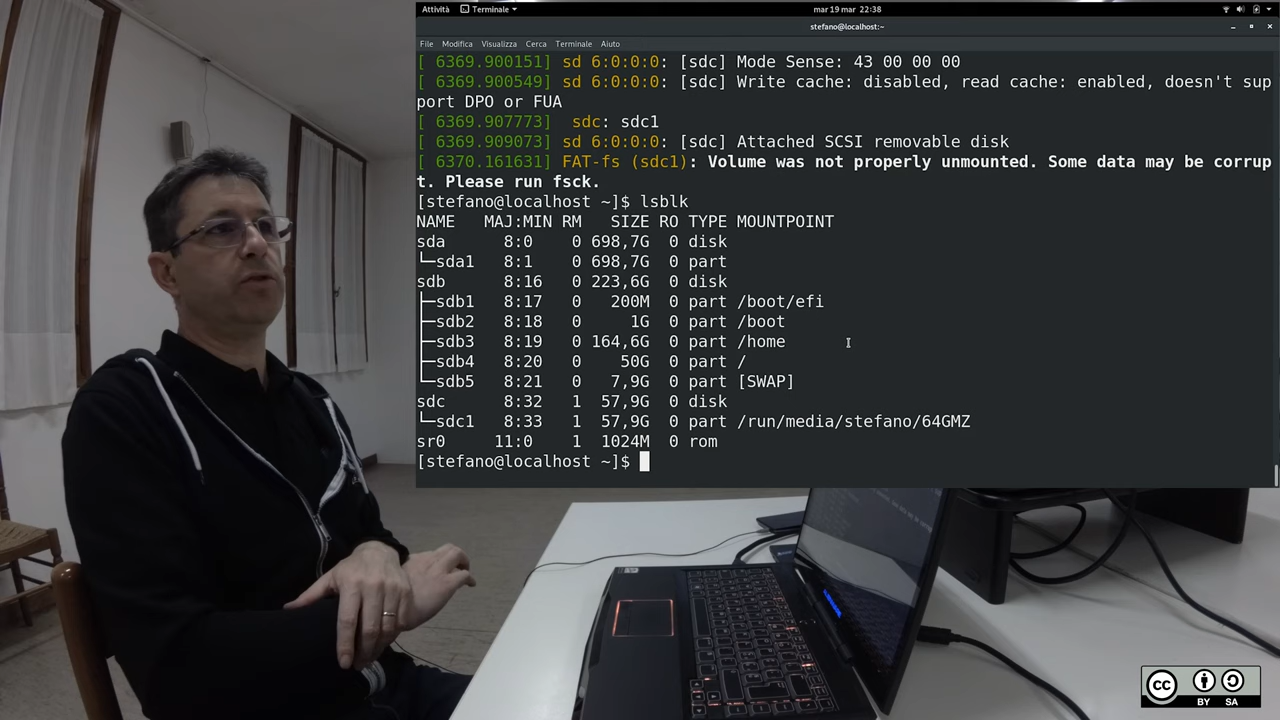 Attività Terminale mar 19 mar 22:38
stefano@localhost:~
File Modifica Visualizza Cerca Terminale Aiuto
[ 6369.900151] sd 6:0:0:0: [sdc] Mode Sense: 43 00 00 00
[ 6369.900549] sd 6:0:0:0: [sdc] Write cache: disabled, read cache: enabled, doesn't sup
port DPO or FUA
[ 6369.907773]  sdc: sdc1
[ 6369.909073] sd 6:0:0:0: [sdc] Attached SCSI removable disk
[ 6370.161631] FAT-fs (sdc1): Volume was not properly unmounted. Some data may be corrup
t. Please run fsck.
[stefano@localhost ~]$ lsblk
NAME   MAJ:MIN RM   SIZE RO TYPE MOUNTPOINT
sda      8:0    0 698,7G  0 disk
└─sda1   8:1    0 698,7G  0 part
sdb      8:16   0 223,6G  0 disk
├─sdb1   8:17   0   200M  0 part /boot/efi
├─sdb2   8:18   0     1G  0 part /boot
├─sdb3   8:19   0 164,6G  0 part /home
├─sdb4   8:20   0    50G  0 part /
└─sdb5   8:21   0   7,9G  0 part [SWAP]
sdc      8:32   1  57,9G  0 disk
└─sdc1   8:33   1  57,9G  0 part /run/media/stefano/64GMZ
sr0     11:0    1  1024M  0 rom
[stefano@localhost ~]$
cc
BY SA